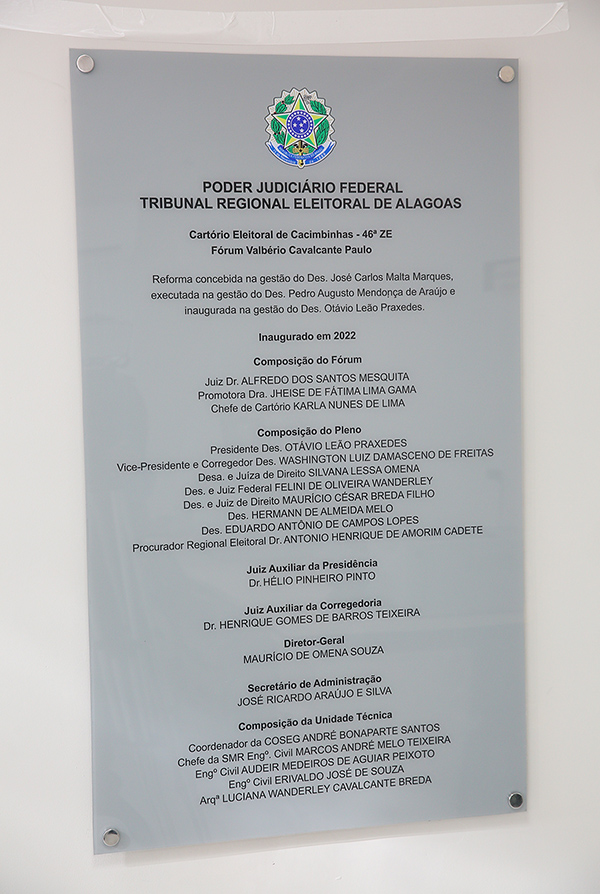 PODER JUDICIÁRIO FEDERAL
TRIBUNAL REGIONAL ELEITORAL DE ALAGOAS
Cartório Eleitoral de Cacimbinhas - 46ª ZE
Fórum Valbério Cavalcante Paulo
Reforma concebida na gestão do Des. José Carlos Malta Marques,
executada na gestão do Des. Pedro Augusto Mendonça de Araújo e
inaugurada na gestão do Des. Otávio Leão Praxedes.
Inaugurado em 2022
Composição do Fórum
Juiz Dr. ALFREDO DOS SANTOS MESQUITA
Promotora Dra. JHEISE DE FÁTIMA LIMA GAMA
Chefe de Cartório KARLA NUNES DE LIMA
Composição do Pleno
Presidente Des. OTÁVIO LEÃO PRAXEDES
Vice-Presidente e Corregedor Des. WASHINGTON LUIZ DAMASCENO DE FREITAS
Desa. e Juíza de Direito SILVANA LESSA OMENA
Des. e Juiz Federal FELINI DE OLIVEIRA WANDERLEY
Des. e Juiz de Direito MAURÍCIO CÉSAR BREDA FILHO
Des. HERMANN DE ALMEIDA MELO
Des. EDUARDO ANTÔNIO DE CAMPOS LOPES
Procurador Regional Eleitoral Dr. ANTONIO HENRIQUE DE AMORIM CADETE
Juiz Auxiliar da Presidência
Dr. HÉLIO PINHEIRO PINTO
Juiz Auxiliar da Corregedoria
Dr. HENRIQUE GOMES DE BARROS TEIXEIRA
Diretor-Geral
MAURÍCIO DE OMENA SOUZA
Secretário de Administração
JOSÉ RICARDO ARAÚJO E SILVA
Composição da Unidade Técnica
Coordenador da COSEG ANDRÉ BONAPARTE SANTOS
Chefe da SMR Engº. Civil MARCOS ANDRÉ MELO TEIXEIRA
Engº Civil AUDEIR MEDEIROS DE AGUIAR PEIXOTO
Engº Civil ERIVALDO JOSÉ DE SOUZA
Arqª LUCIANA WANDERLEY CAVALCANTE BREDA